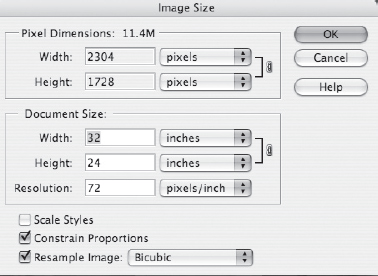 Image Size
Pixel Dimensions: 11.4M
Width: 2304 pixels
Height: 1728 pixels
OK
Cancel
Help
Document Size:
Width: 32 inches
Height: 24 inches
Resolution: 72 pixels/inch
Scale Styles
Constrain Proportions
Resample Image: Bicubic